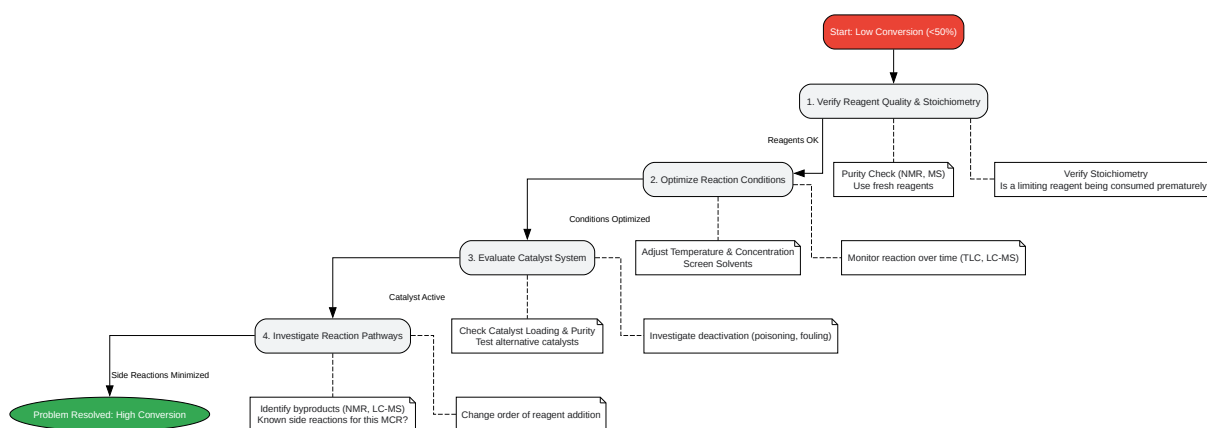 Start: Low Conversion (<50%)
1. Verify Reagent Quality & Stoichiometry
Reagents OK
Purity Check (NMR, MS)
Use fresh reagents
Verify Stoichiometry
Is a limiting reagent being consumed prematurely
2. Optimize Reaction Conditions
Conditions Optimized
Adjust Temperature & Concentration
Screen Solvents
Monitor reaction over time (TLC, LC-MS)
3. Evaluate Catalyst System
Catalyst Active
Check Catalyst Loading & Purity
Test alternative catalysts
Investigate deactivation (poisoning, fouling)
4. Investigate Reaction Pathways
Side Reactions Minimized
Identify byproducts (NMR, LC-MS)
Known side reactions for this MCR?
Change order of reagent addition
Problem Resolved: High Conversion